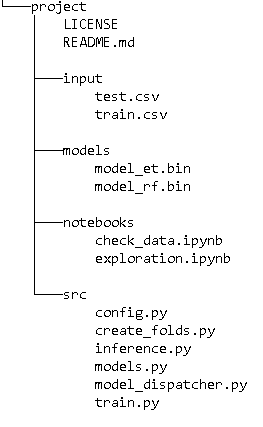 project
LICENSE
README.md
input
test.csv
train.csv
models
model_et.bin
model_rf.bin
notebooks
check_data.ipynb
exploration.ipynb
src
config.py
create_folds.py
inference.py
models.py
model_dispatcher.py
train.py